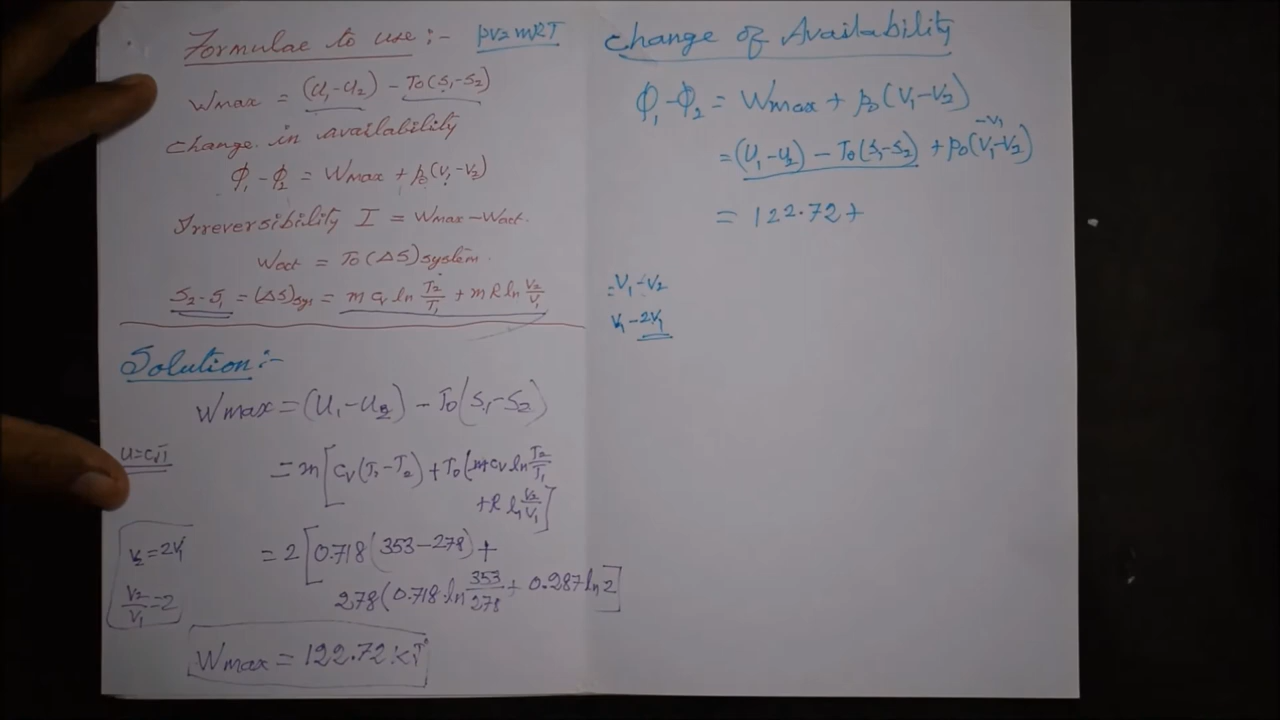 Formulae to use :- pv=mRT
Wmax = (U₁-U₂) - T₀(S₁-S₂)
Change in availability
ϕ₁-ϕ₂ = Wmax + p₀(V₁-V₂)
Irreversibility I = Wmax-Wact.
Wact = T₀(ΔS)system.
S₂-S₁ = (ΔS)sys = m cv ln T₂/T₁ + m R ln V₂/V₁
Solution :-
Wmax = (U₁-U₂) - T₀(S₁-S₂)
u=cvT
= m[cv(T₁-T₂) + T₀(m cv ln T₂/T₁
+R ln V₂/V₁]
V₂=2V₁
V₂/V₁=2
= 2[0.718(353-278) +
278(0.718 ln 353/278 + 0.287 ln 2]
Wmax = 122.72 kJ
Change of Availability
ϕ₁-ϕ₂ = Wmax + p₀(V₁-V₂)
-V₁
= (U₁-U₂) - T₀(S₁-S₂) + p₀(V₁-V₂)
= 122.72 +
= V₁-V₂
V₁-2V₁